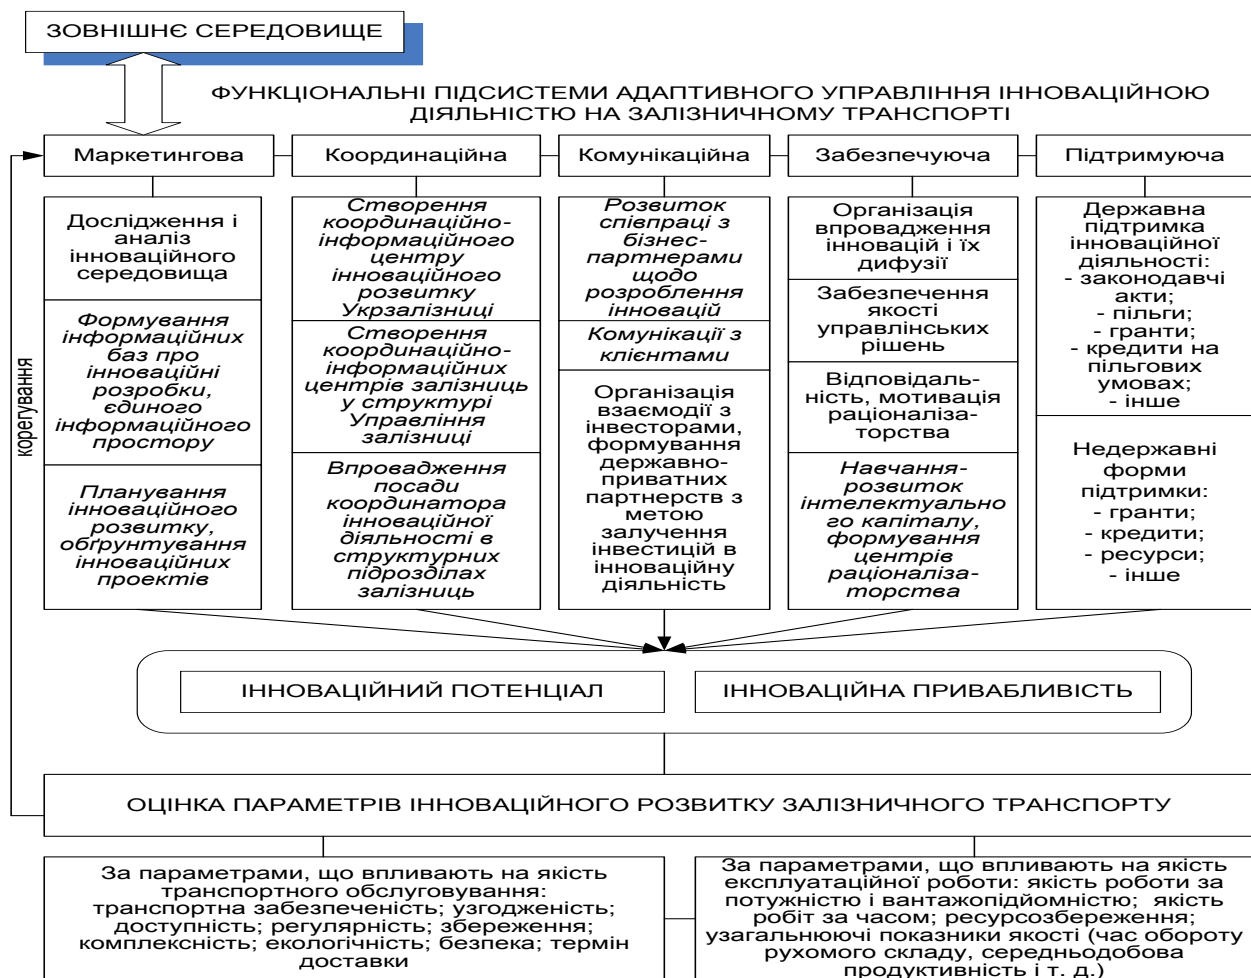 ЗОВНІШНЄ СЕРЕДОВИЩЕ
ФУНКЦІОНАЛЬНІ ПІДСИСТЕМИ АДАПТИВНОГО УПРАВЛІННЯ ІННОВАЦІЙНОЮ
ДІЯЛЬНІСТЮ НА ЗАЛІЗНИЧНОМУ ТРАНСПОРТІ
Маркетингова
Координаційна
Комунікаційна
Забезпечуюча
Підтримуюча
Дослідження і
аналіз
інноваційного
середовища
Формування
інформаційних
баз про
інноваційні
розробки,
єдиного
інформаційного
простору
Планування
інноваційного
розвитку,
обґрунтування
інноваційних
проектів
Створення
координаційно-
інформаційного
центру
інноваційного
розвитку
Укрзалізниці
Створення
координаційно-
інформаційних
центрів залізниць
у структурі
Управління
залізниці
Впровадження
посади
координатора
інноваційної
діяльності в
структурних
підрозділах
залізниць
Розвиток
співпраці з
бізнес-
партнерами
щодо
розроблення
інновацій
Комунікації з
клієнтами
Організація
взаємодії з
інвесторами,
формування
державно-
приватних
партнерств з
метою
залучення
інвестицій в
інноваційну
діяльність
Організація
впровадження
інновацій і їх
дифузії
Забезпечення
якості
управлінських
рішень
Відповідаль-
ність, мотивація
раціоналіза-
торства
Навчання-
розвиток
інтелектуально
го капіталу,
формування
центрів
раціоналіза-
торства
Державна
підтримка
інноваційної
діяльності:
- законодавчі
акти;
- пільги;
- гранти;
- кредити на
пільгових
умовах;
- інше
Недержавні
форми
підтримки:
- гранти;
- кредити;
- ресурси;
- інше
корегування
ІННОВАЦІЙНИЙ ПОТЕНЦІАЛ
ІННОВАЦІЙНА ПРИВАБЛИВІСТЬ
ОЦІНКА ПАРАМЕТРІВ ІННОВАЦІЙНОГО РОЗВИТКУ ЗАЛІЗНИЧНОГО ТРАНСПОРТУ
За параметрами, що впливають на якість
транспортного обслуговування:
транспортна забезпеченість; узгодженість;
доступність; регулярність; збереження;
комплексність; екологічність; безпека; термін
доставки
За параметрами, що впливають на якість
експлуатаційної роботи: якість роботи за
потужністю і вантажопідйомністю; якість
робіт за часом; ресурсозбереження;
узагальнюючі показники якості (час обороту
рухомого складу, середньодобова
продуктивність і т. д.)